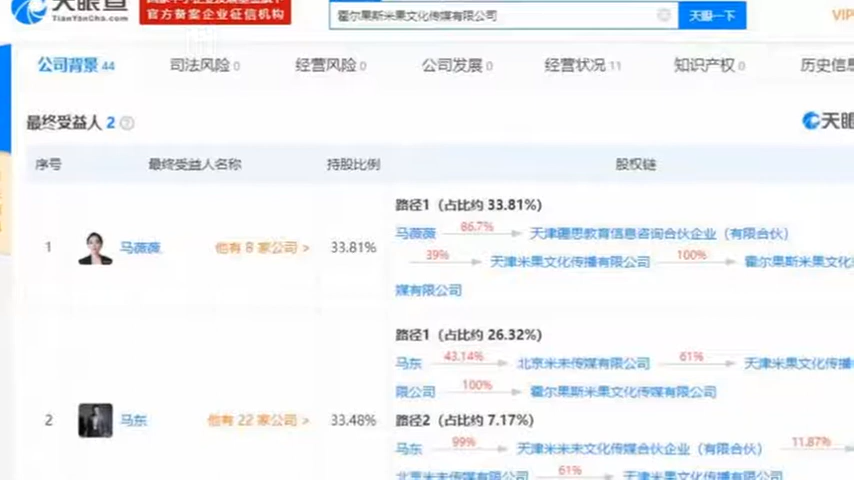 天眼查
TianYanCha.com
官方备案企业征信机构
霍尔果斯米果文化传媒有限公司
天眼一下
VIP
公司背景 44
司法风险 0
经营风险 0
公司发展 0
经营状况 11
知识产权 0
历史信息
最终受益人 2
天眼
序号
最终受益人名称
持股比例
股权链
1
马薇薇
他有 8 家公司 >
33.81%
路径1（占比约 33.81%）
马薇薇 86.7% 天津疆思教育信息咨询合伙企业（有限合伙）
39% 天津米果文化传播有限公司 100% 霍尔果斯米果文化
媒有限公司
2
马东
他有 22 家公司 >
33.48%
路径1（占比约 26.32%）
马东 43.14% 北京米未传媒有限公司 61% 天津米果文化传播
限公司 100% 霍尔果斯米果文化传媒有限公司
路径2（占比约 7.17%）
马东 99% 天津米米未文化传媒合伙企业（有限合伙） 11.87%
北京米未传媒有限公司 61% 天津米果文化传播有限公司